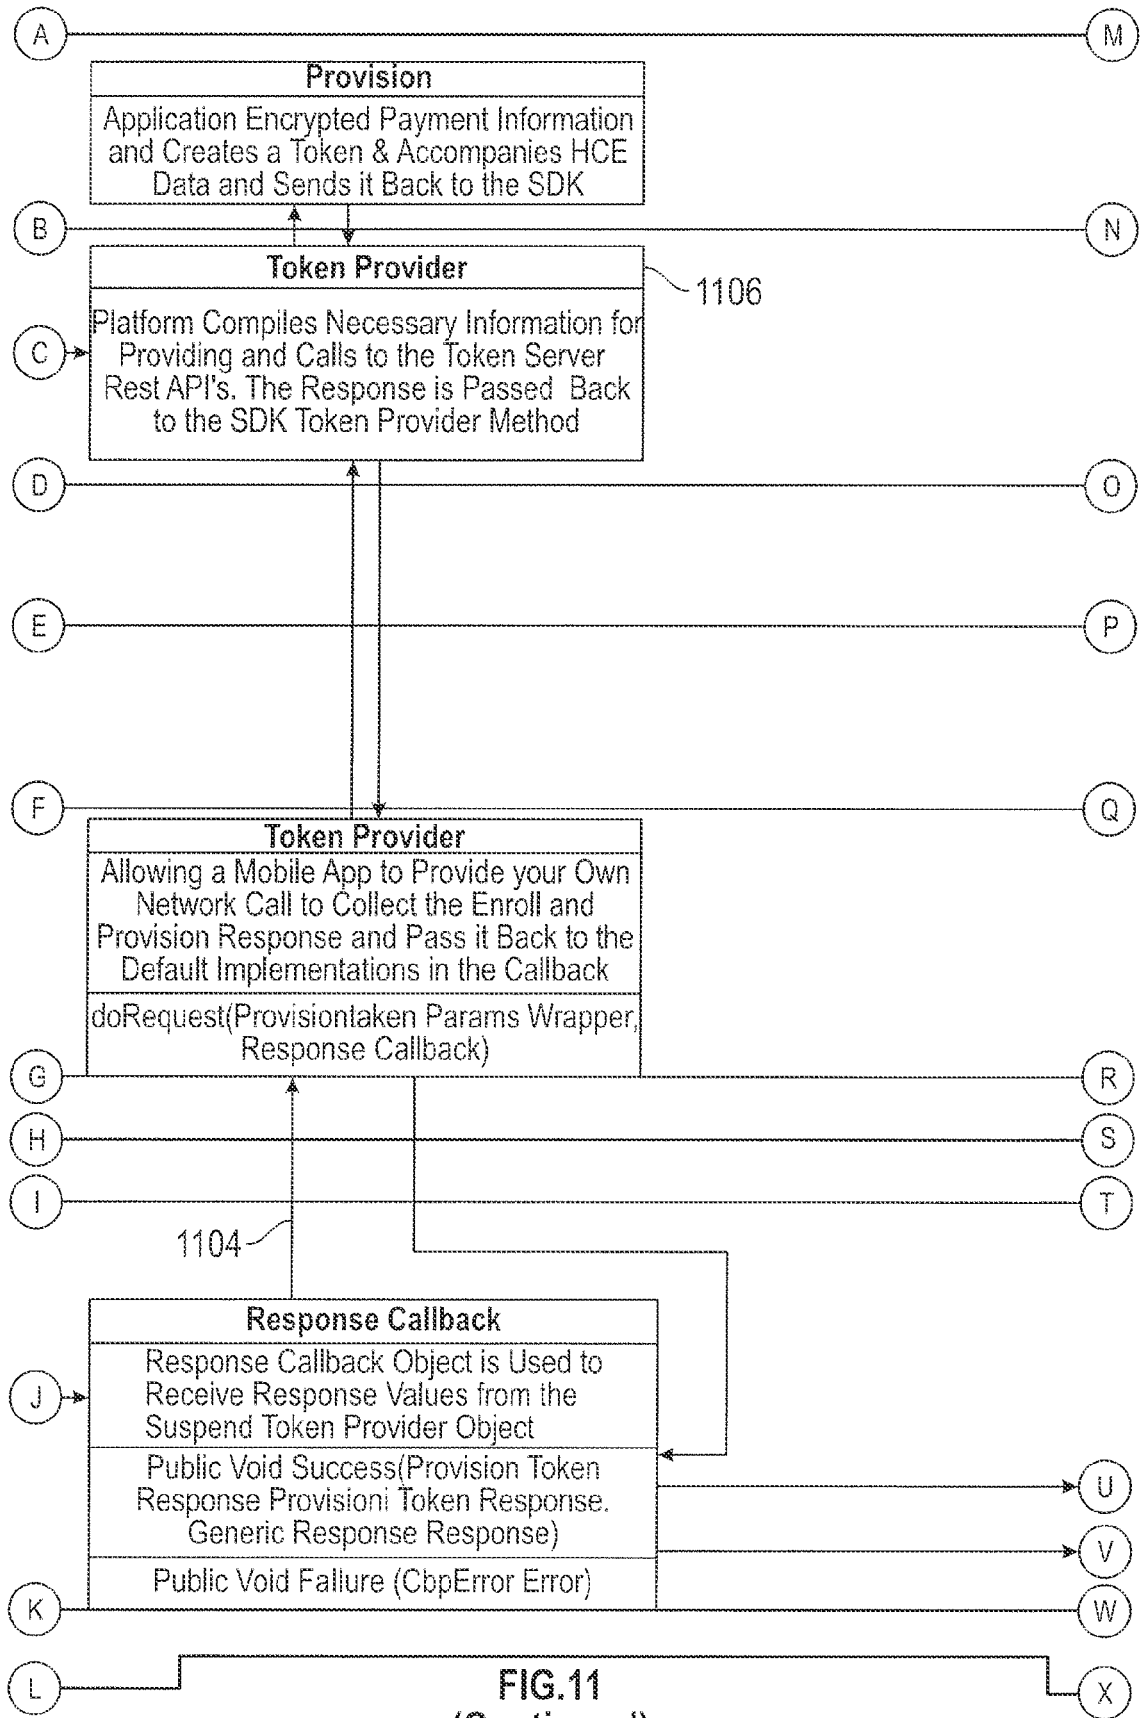 A
M
Provision
Application Encrypted Payment Information
and Creates a Token & Accompanies HCE
Data and Sends it Back to the SDK
B
N
Token Provider
1106
Platform Compiles Necessary Information for
C
Providing and Calls to the Token Server
Rest API's. The Response is Passed Back
to the SDK Token Provider Method
D
O
E
P
F
Q
Token Provider
Allowing a Mobile App to Provide your Own
Network Call to Collect the Enroll and
Provision Response and Pass it Back to the
Default Implementations in the Callback
doRequest(Provisiontaken Params Wrapper,
Response Callback)
G
R
H
S
I
T
1104
Response Callback
Response Callback Object is Used to
J
Receive Response Values from the
Suspend Token Provider Object
Public Void Success(Provision Token
Response Provisioni Token Response.
Generic Response Response)
U
V
Public Void Failure (CbpError Error)
K
W
L
FIG.11
X
(Continued)